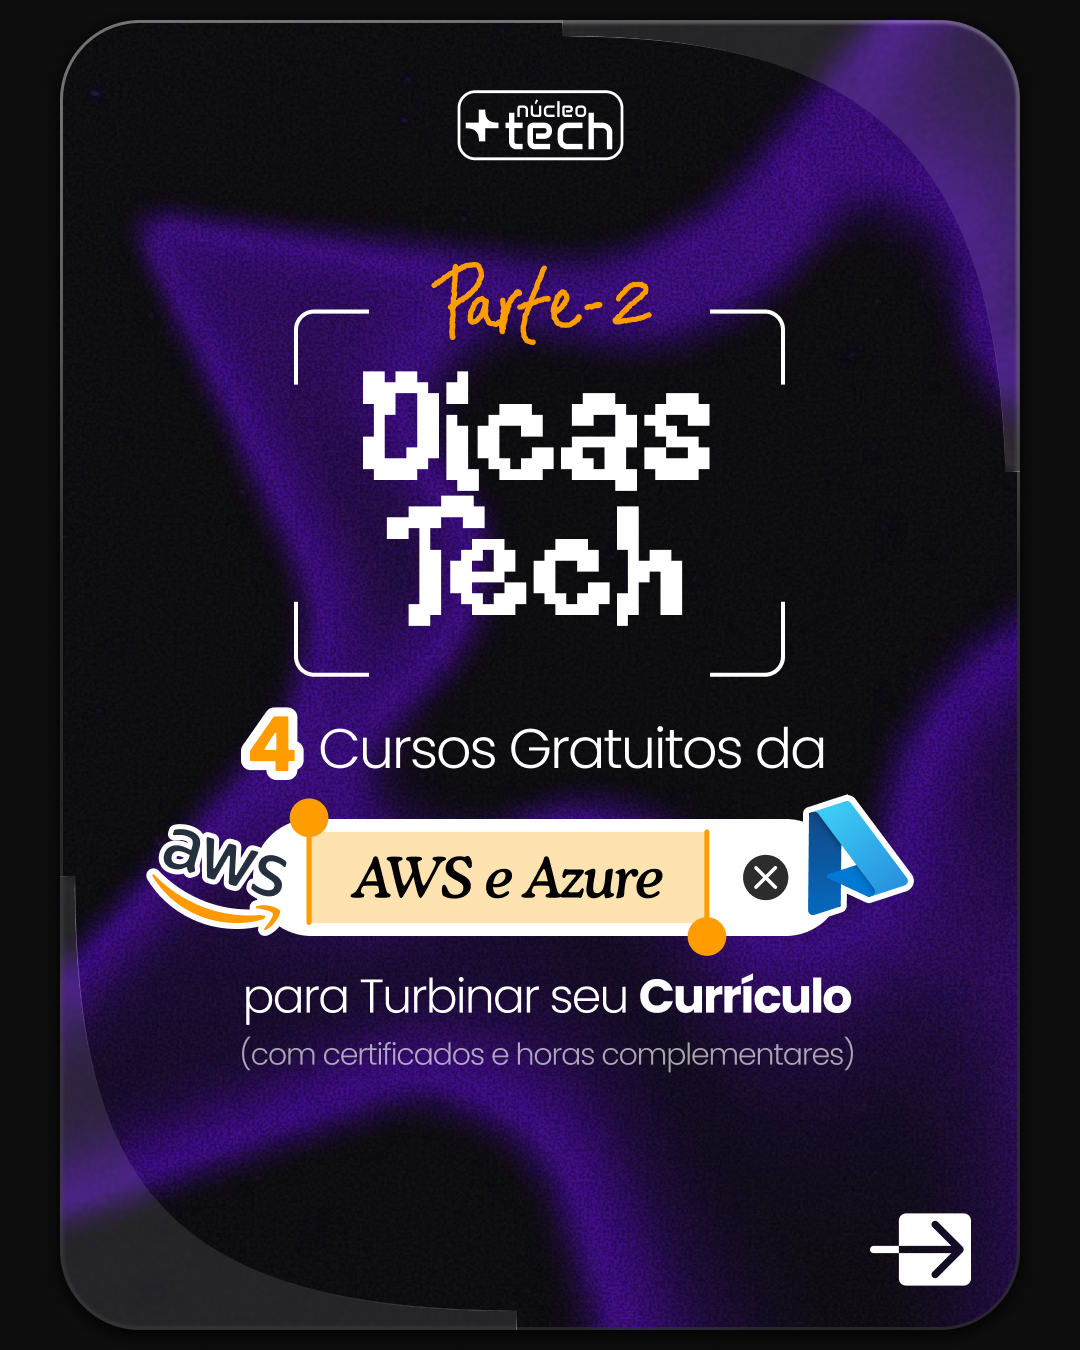 núcleo
tech
Parte-2
Dicas
Tech
4 Cursos Gratuitos da
aws
AWS e Azure
para Turbinar seu Currículo
(com certificados e horas complementares)